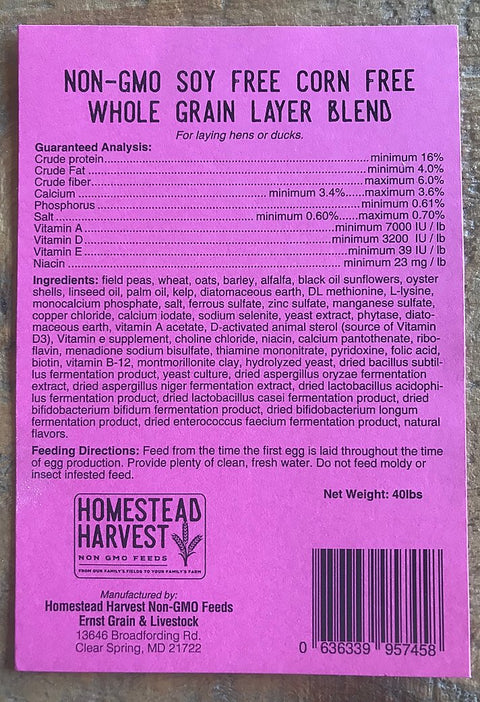 NON-GMO SOY FREE CORN FREE
WHOLE GRAIN LAYER BLEND
For laying hens or ducks.
Guaranteed Analysis:
Crude protein..........minimum 16%
Crude Fat..........minimum 4.0%
Crude fiber..........maximum 6.0%
Calcium..........minimum 3.4%......maximum 3.6%
Phosphorus..........minimum 0.61%
Salt..........minimum 0.60%......maximum 0.70%
Vitamin A..........minimum 7000 IU / lb
Vitamin D..........minimum 3200 IU / lb
Vitamin E..........minimum 39 IU / lb
Niacin..........minimum 23 mg / lb
Ingredients: field peas, wheat, oats, barley, alfalfa, black oil sunflowers, oyster
shells, linseed oil, palm oil, kelp, diatomaceous earth, DL methionine, L-lysine,
monocalcium phosphate, salt, ferrous sulfate, zinc sulfate, manganese sulfate,
copper chloride, calcium iodate, sodium selenite, yeast extract, phytase, diato-
maceous earth, vitamin A acetate, D-activated animal sterol (source of Vitamin
D3), Vitamin e supplement, choline chloride, niacin, calcium pantothenate, ribo-
flavin, menadione sodium bisulfate, thiamine mononitrate, pyridoxine, folic acid,
biotin, vitamin B-12, montmorillonite clay, hydrolyzed yeast, dried bacillus subtil-
lus fermentation product, yeast culture, dried aspergillus oryzae fermentation
extract, dried aspergillus niger fermentation extract, dried lactobacillus acidophi-
lus fermentation product, dried lactobacillus casei fermentation product, dried
bifidobacterium bifidum fermentation product, dried bifidobacterium longum
fermentation product, dried enterococcus faecium fermentation product, natural
flavors.
Feeding Directions: Feed from the time the first egg is laid throughout the time
of egg production. Provide plenty of clean, fresh water. Do not feed moldy or
insect infested feed.
Net Weight: 40lbs
HOMESTEAD
HARVEST
NON GMO FEEDS
FROM OUR FAMILY'S FIELDS TO YOUR FAMILY'S FARM
Manufactured by:
Homestead Harvest Non-GMO Feeds
Ernst Grain & Livestock
13646 Broadfording Rd.
Clear Spring, MD 21722
0 636339 957458